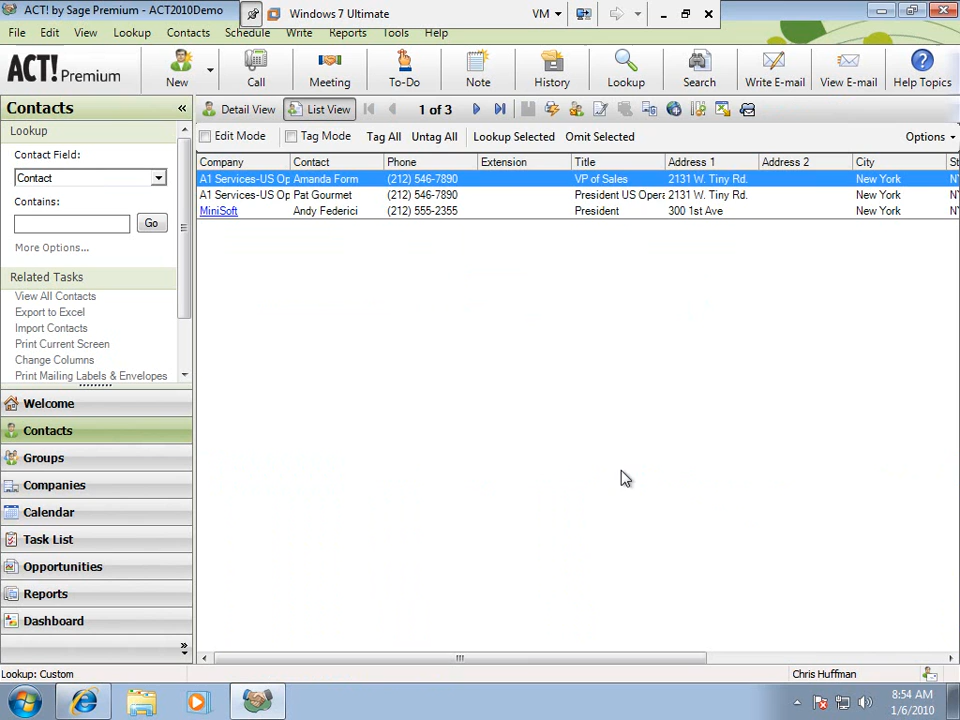 ACT! by Sage Premium - ACT2010Demo
Windows 7 Ultimate
VM
File Edit View Lookup Contacts Schedule Write Reports Tools Help
ACT! Premium
New
Call
Meeting
To-Do
Note
History
Lookup
Search
Write E-mail
View E-mail
Help Topics
Contacts
Detail View
List View
1 of 3
Edit Mode
Tag Mode
Tag All
Untag All
Lookup Selected
Omit Selected
Options
Lookup
Contact Field:
Contact
Contains:
Go
More Options...
Related Tasks
View All Contacts
Export to Excel
Import Contacts
Print Current Screen
Change Columns
Print Mailing Labels & Envelopes
Company Contact Phone Extension Title Address 1 Address 2 City St
A1 Services-US Op Amanda Form (212) 546-7890 VP of Sales 2131 W. Tiny Rd. New York NY
A1 Services-US Op Pat Gourmet (212) 546-7890 President US Opera 2131 W. Tiny Rd. New York NY
MiniSoft Andy Federici (212) 555-2355 President 300 1st Ave New York NY
Welcome
Contacts
Groups
Companies
Calendar
Task List
Opportunities
Reports
Dashboard
Lookup: Custom
Chris Huffman
8:54 AM
1/6/2010